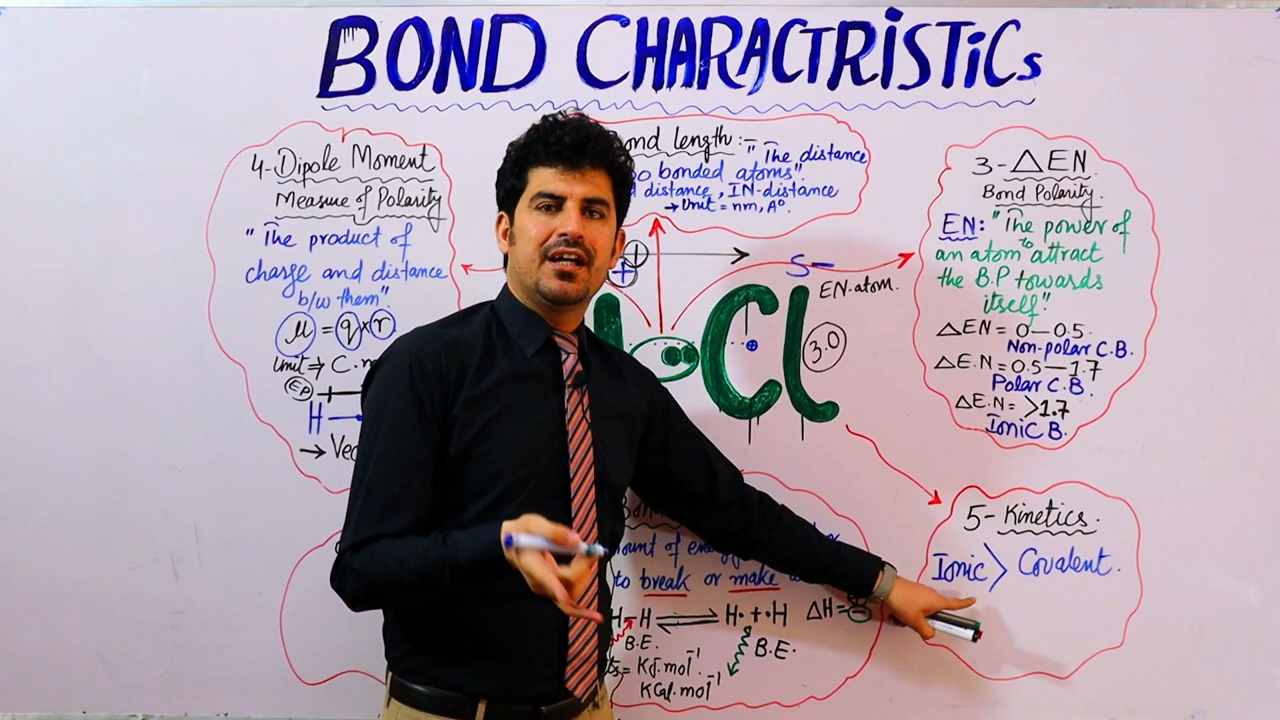 BOND CHARACTRISTiCs
4-Dipole Moment
Measure of Polarity
"The product of
charge and distance
b/w them".
μ = q × r
Unit ⇒ C.m
H
→ Vec
ond length:-
"The distance
bonded atoms".
distance, IN-distance
→ Unit = nm, A°.
S-
EN-atom.
Cl
3.0
3-ΔEN
Bond Polarity.
EN: "The power of
an atom to attract
the B.P towards
itself".
ΔEN = 0-0.5.
Non-polar C.B.
ΔE.N = 0.5-1.7
Polar C.B.
ΔE.N = >1.7
Ionic B.
5-Kinetics.
Ionic > Covalent.
ount of ene
to break or make
H-H ⇌ H· + ·H ΔH=
B.E.
B.E.
= KJ.mol⁻¹.
KCal.mol⁻¹